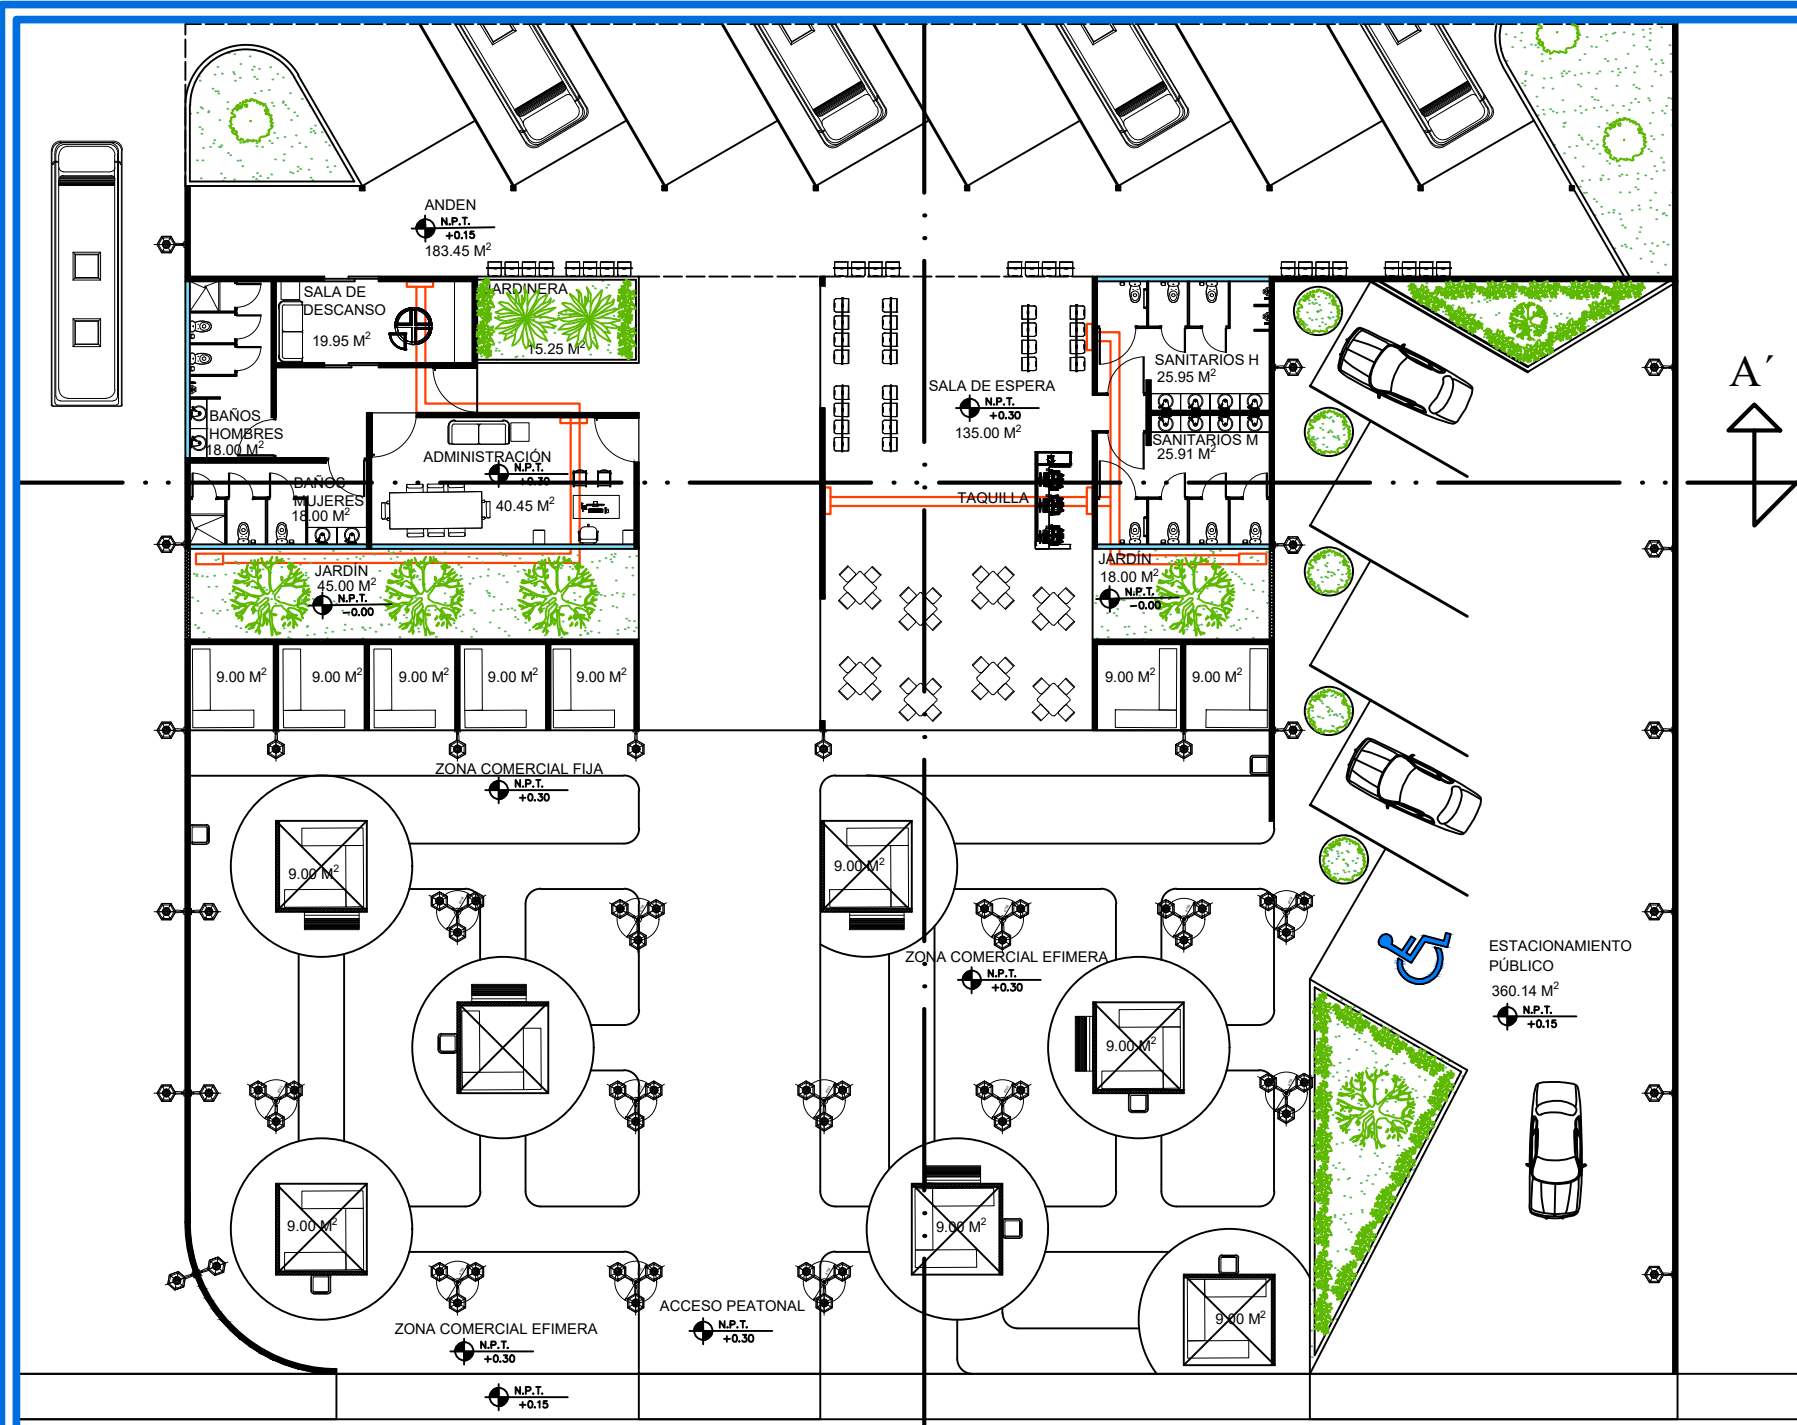 ANDEN
N.P.T.
+0.15
183.45 M²
SALA DE
DESCANSO
19.95 M²
ARDINERA
15.25 M²
SALA DE ESPERA
N.P.T.
+0.30
135.00 M²
SANITARIOS H
25.95 M²
SANITARIOS M
25.91 M²
A´
BAÑOS
HOMBRES
18.00 M²
ADMINISTRACIÓN
N.P.T.
+0.30
40.45 M²
BAÑOS
MUJERES
18.00 M²
TAQUILLA
JARDÍN
45.00 M²
N.P.T.
-0.00
JARDÍN
18.00 M²
N.P.T.
-0.00
9.00 M²
9.00 M²
9.00 M²
9.00 M²
9.00 M²
9.00 M²
9.00 M²
ZONA COMERCIAL FIJA
N.P.T.
+0.30
9.00 M²
9.00 M²
ZONA COMERCIAL EFIMERA
N.P.T.
+0.30
ESTACIONAMIENTO
PÚBLICO
360.14 M²
N.P.T.
+0.15
9.00 M²
9.00 M²
9.00 M²
9.00 M²
ACCESO PEATONAL
N.P.T.
+0.30
ZONA COMERCIAL EFIMERA
N.P.T.
+0.30
N.P.T.
+0.15